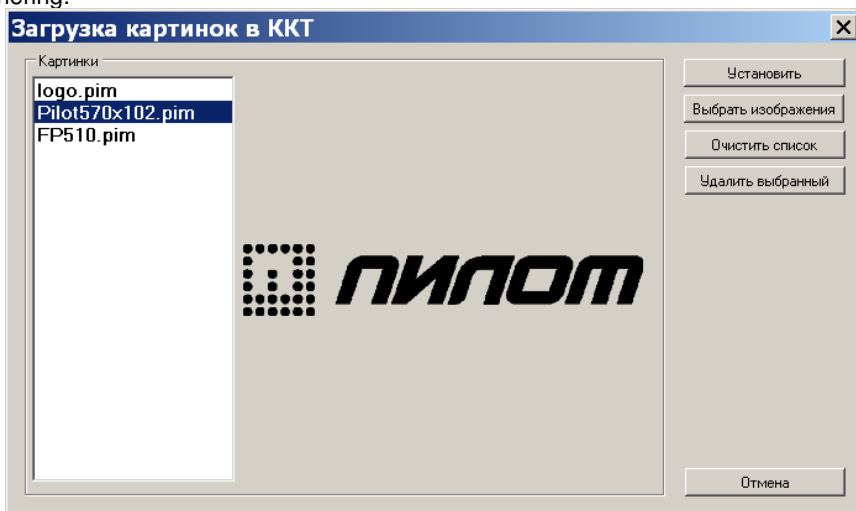 Загрузка картинок в ККТ
Картинки
logo.pim
Pilot570x102.pim
FP510.pim
пилот
Установить
Выбрать изображения
Очистить список
Удалить выбранный
Отмена